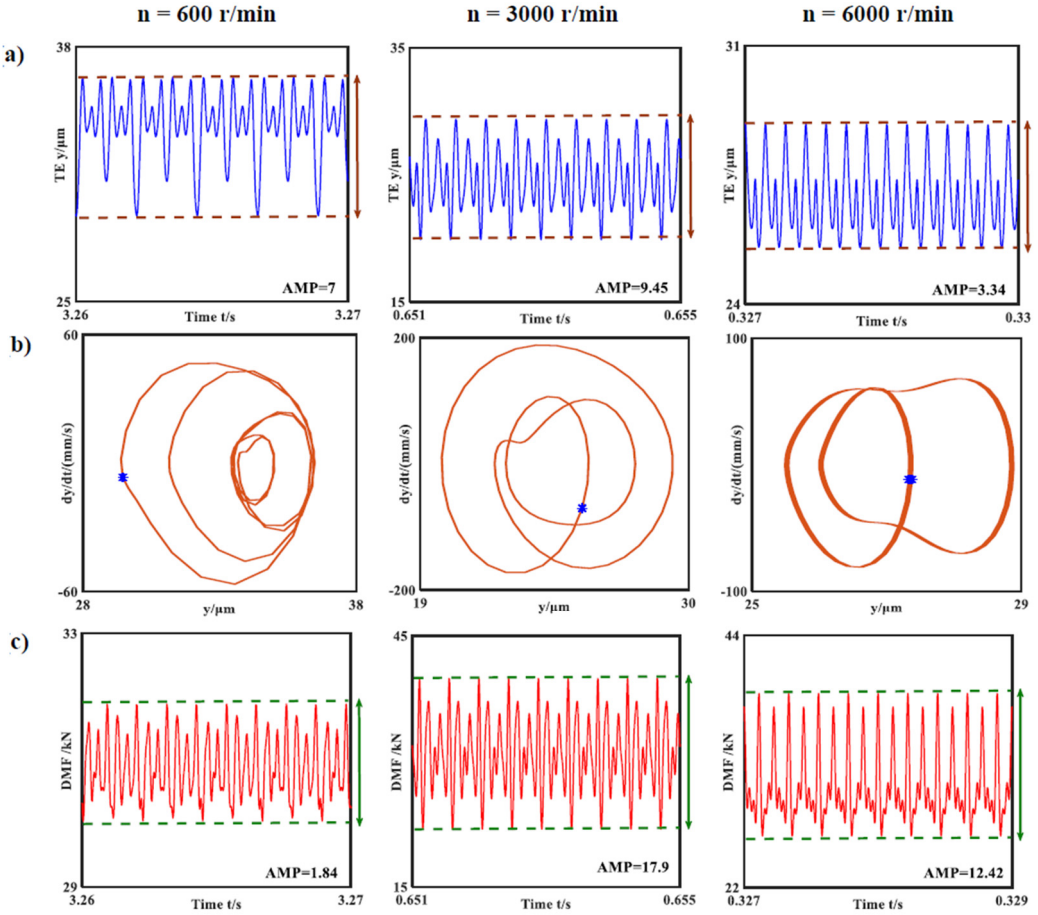 n = 600 r/min n = 3000 r/min n = 6000 r/min
a)
38
TE y/μm
25
AMP=7
3.26 Time t/s 3.27
35
TE y/μm
15
AMP=9.45
0.651 Time t/s 0.655
31
TE y/μm
24
AMP=3.34
0.327 Time t/s 0.33
b)
60
dy/dt/(mm/s)
-60
28 y/μm 38
200
dy/dt/(mm/s)
-200
19 y/μm 30
100
dy/dt/(mm/s)
-100
25 y/μm 29
c)
33
DMF /kN
29
AMP=1.84
3.26 Time t/s 3.27
45
DMF /kN
15
AMP=17.9
0.651 Time t/s 0.655
44
DMF /kN
22
AMP=12.42
0.327 Time t/s 0.329